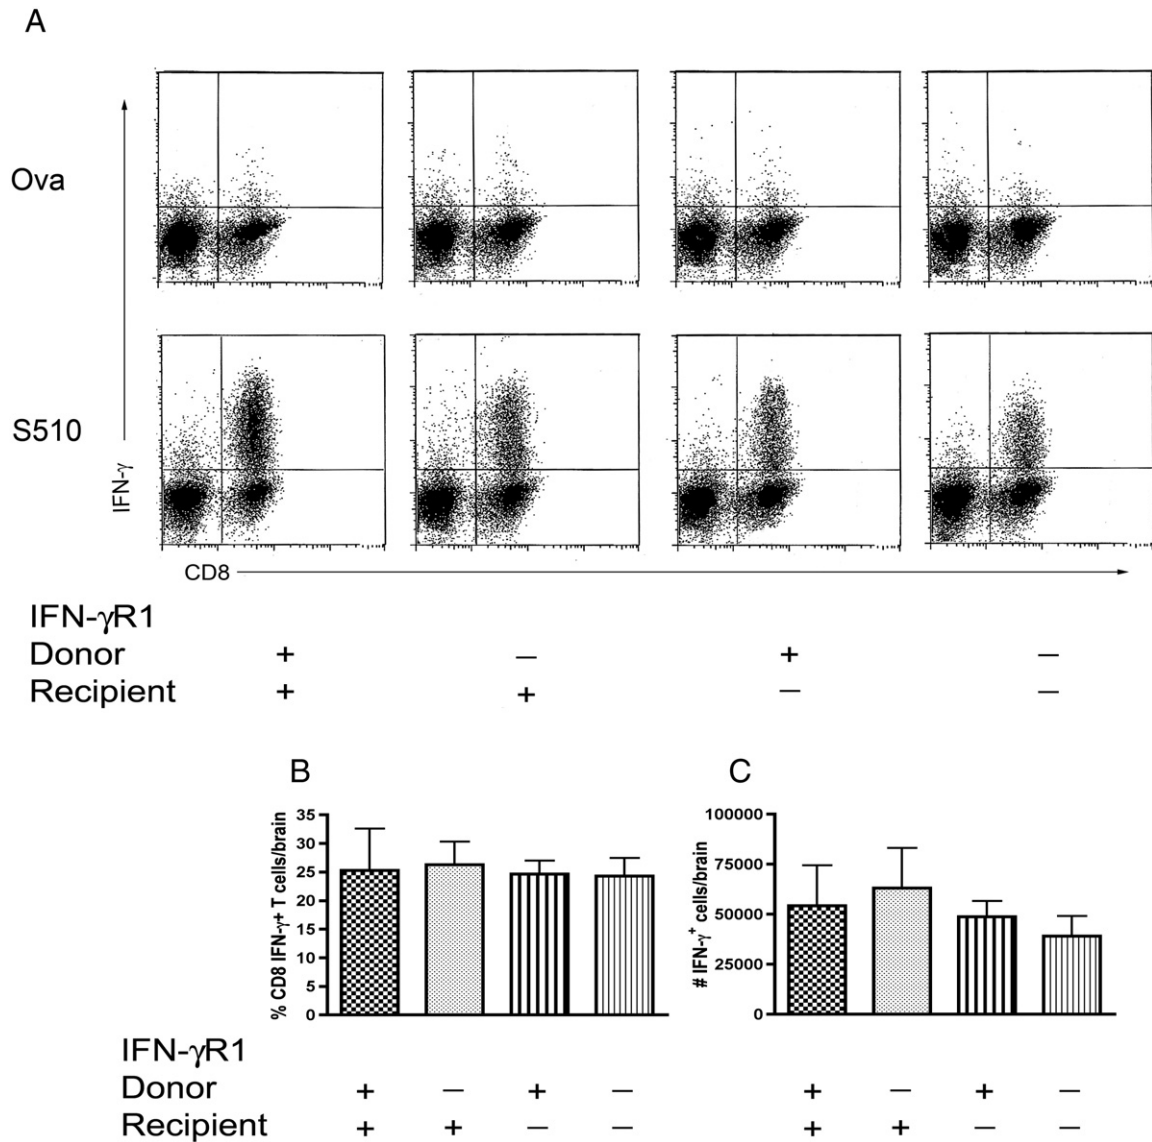 A
Ova
S510
IFN-γ
CD8
IFN-γR1
Donor + – + –
Recipient + + – –
B
% CD8 IFN-γ+ T cells/brain
35
30
25
20
15
10
5
0
C
# IFN-γ⁺ cells/brain
100000
75000
50000
25000
0
IFN-γR1
Donor + – + – + – + –
Recipient + + – – + + – –